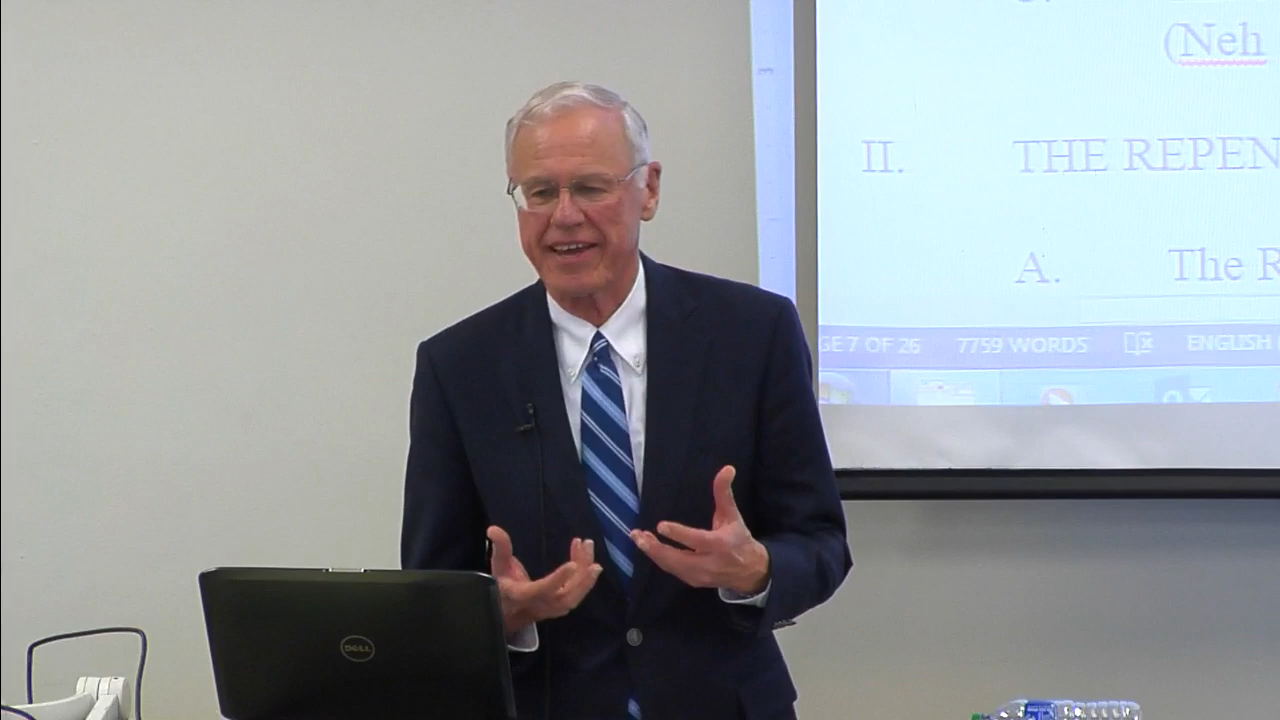 (Neh
II. THE REPEN
A. The R
GE 7 OF 26 7759 WORDS ENGLISH
DELL